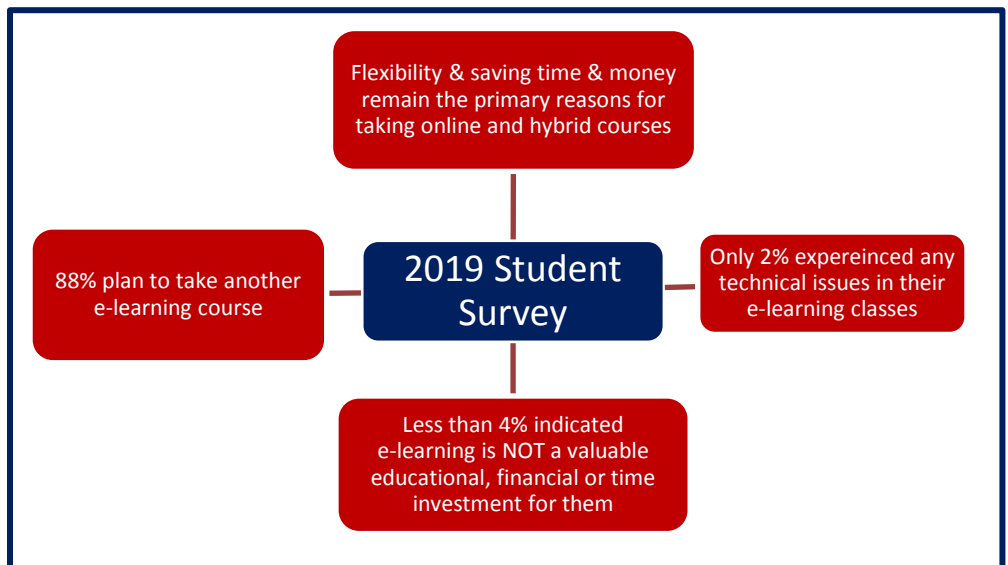 Flexibility & saving time & money
remain the primary reasons for
taking online and hybrid courses
88% plan to take another
e-learning course
2019 Student
Survey
Only 2% expereinced any
technical issues in their
e-learning classes
Less than 4% indicated
e-learning is NOT a valuable
educational, financial or time
investment for them